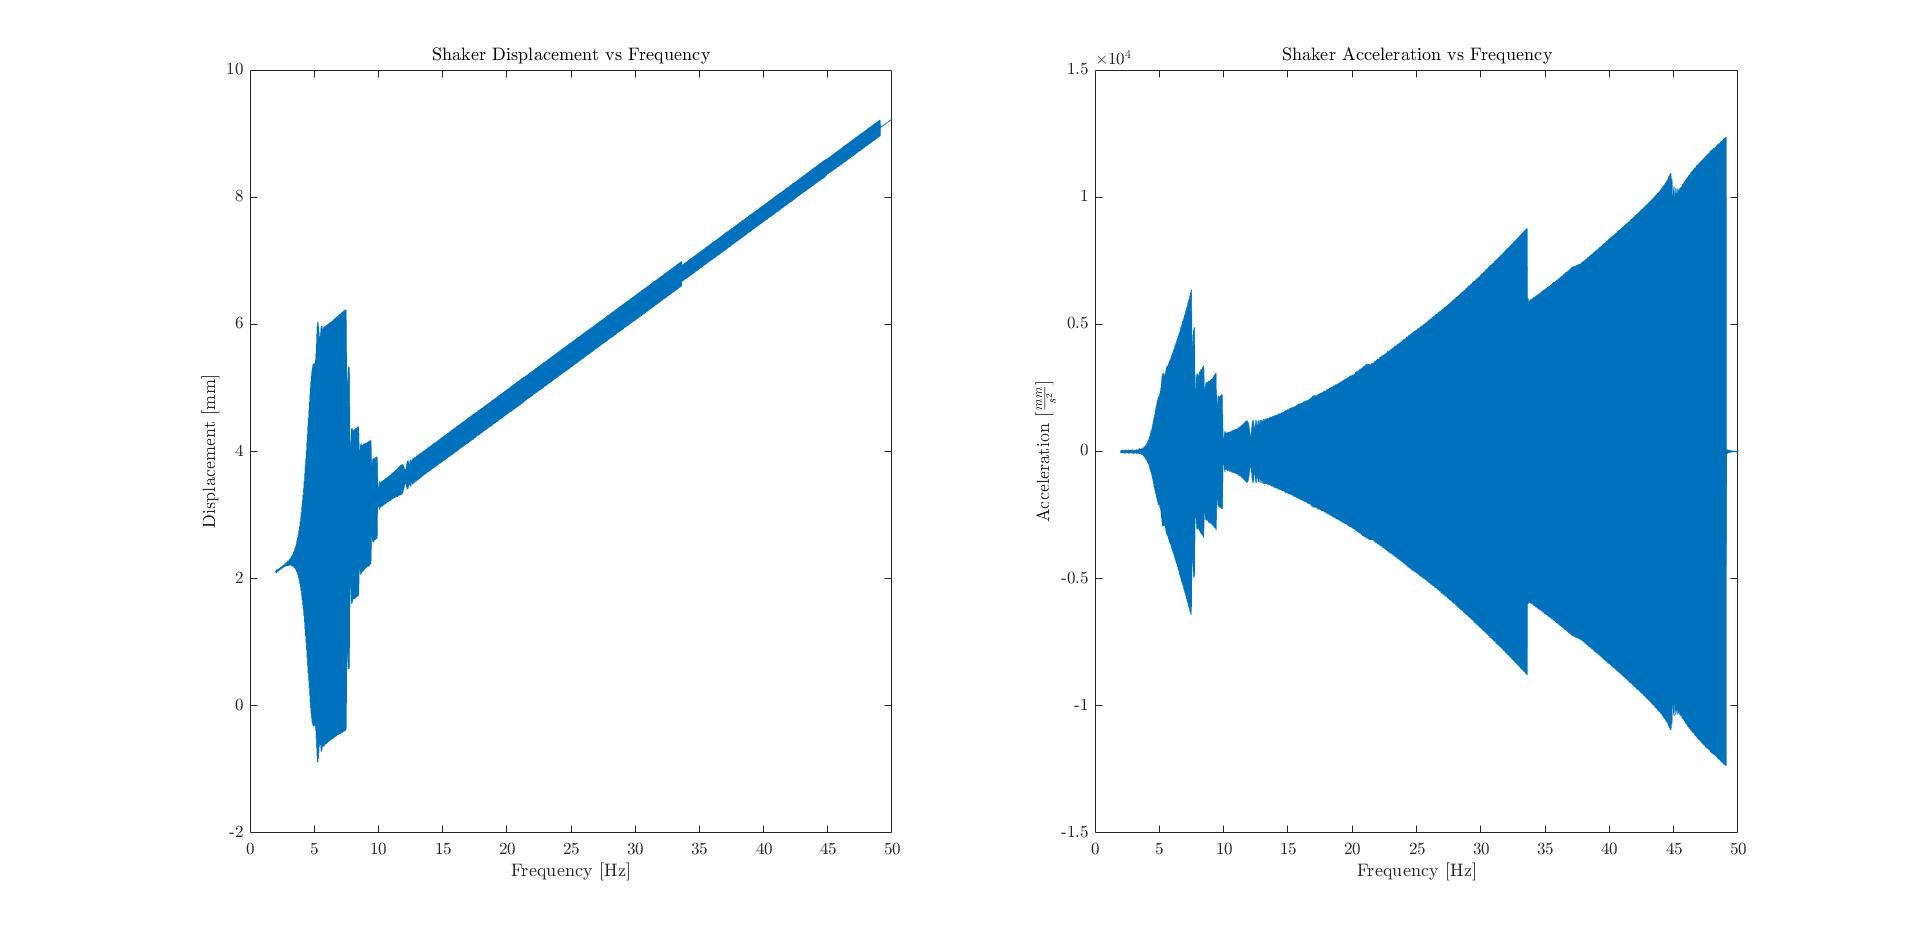 Shaker Displacement vs Frequency
10
8
6
4
2
0
-2
Displacement [mm]
0 5 10 15 20 25 30 35 40 45 50
Frequency [Hz]
Shaker Acceleration vs Frequency
×10⁴
1.5
1
0.5
0
-0.5
-1
-1.5
Acceleration [mm/s²]
0 5 10 15 20 25 30 35 40 45 50
Frequency [Hz]